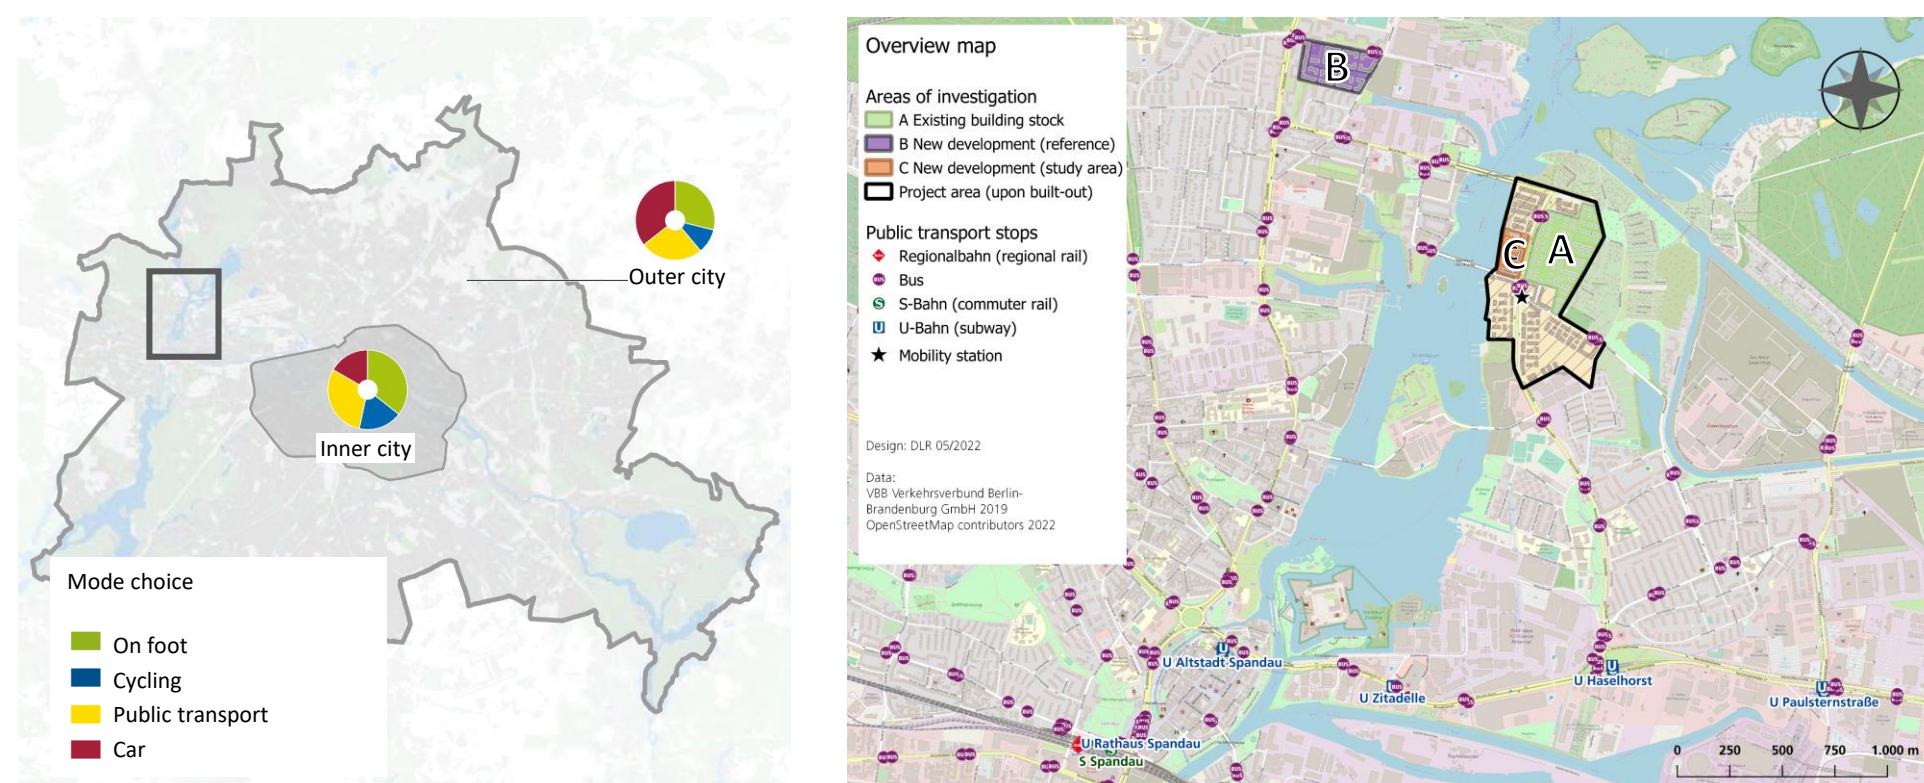 Outer city
Inner city
Mode choice
On foot
Cycling
Public transport
Car
Overview map
Areas of investigation
A Existing building stock
B New development (reference)
C New development (study area)
Project area (upon built-out)
Public transport stops
Regionalbahn (regional rail)
BUS Bus
S S-Bahn (commuter rail)
U U-Bahn (subway)
Mobility station
Design: DLR 05/2022
Data:
VBB Verkehrsverbund Berlin-
Brandenburg GmbH 2019
OpenStreetMap contributors 2022
B
C
A
U Altstadt Spandau
U Zitadelle
U Haselhorst
U Paulsternstraße
U Rathaus Spandau
S Spandau
0 250 500 750 1.000 m